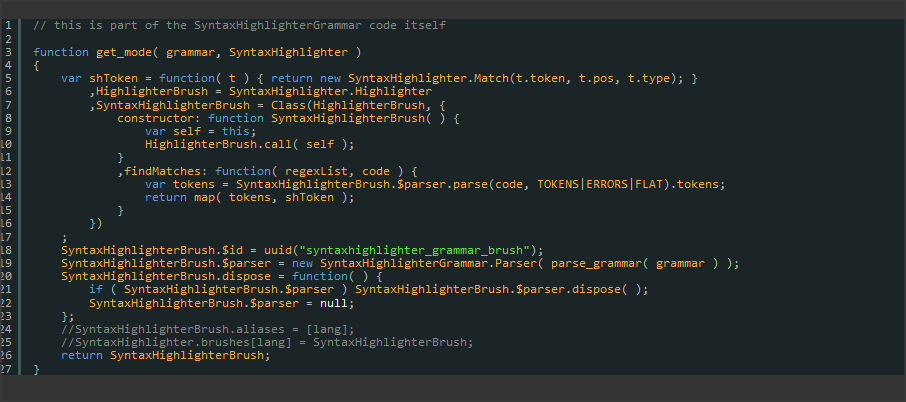 1 // this is part of the SyntaxHighlighterGrammar code itself
2
3 function get_mode( grammar, SyntaxHighlighter )
4 {
5     var shToken = function( t ) { return new SyntaxHighlighter.Match(t.token, t.pos, t.type); }
6         ,HighlighterBrush = SyntaxHighlighter.Highlighter
7         ,SyntaxHighlighterBrush = Class(HighlighterBrush, {
8             constructor: function SyntaxHighlighterBrush( ) {
9                 var self = this;
10                 HighlighterBrush.call( self );
11             }
12             ,findMatches: function( regexList, code ) {
13                 var tokens = SyntaxHighlighterBrush.$parser.parse(code, TOKENS|ERRORS|FLAT).tokens;
14                 return map( tokens, shToken );
15             }
16         })
17     ;
18     SyntaxHighlighterBrush.$id = uuid("syntaxhighlighter_grammar_brush");
19     SyntaxHighlighterBrush.$parser = new SyntaxHighlighterGrammar.Parser( parse_grammar( grammar ) );
20     SyntaxHighlighterBrush.dispose = function( ) {
21         if ( SyntaxHighlighterBrush.$parser ) SyntaxHighlighterBrush.$parser.dispose( );
22         SyntaxHighlighterBrush.$parser = null;
23     };
24     //SyntaxHighlighterBrush.aliases = [lang];
25     //SyntaxHighlighter.brushes[lang] = SyntaxHighlighterBrush;
26     return SyntaxHighlighterBrush;
27 }